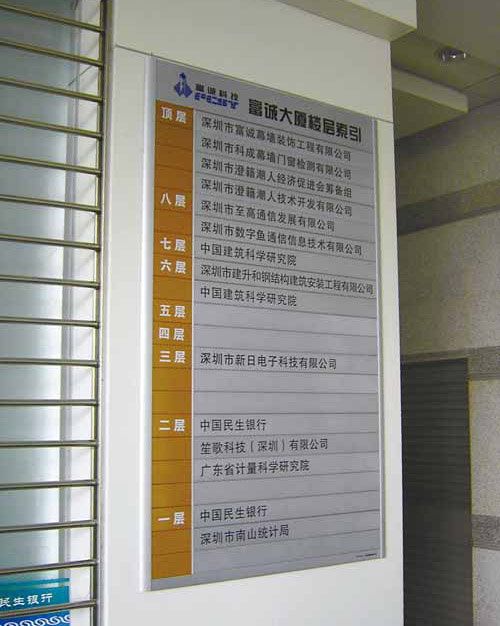 富诚科技
FCST
富诚大厦楼层索引
顶层 深圳市富诚幕墙装饰工程有限公司
深圳市科成幕墙门窗检测有限公司
深圳市澄籍潮人经济促进会筹备组
八层 深圳市澄籍潮人技术开发有限公司
深圳市至高通信发展有限公司
深圳市数字鱼通信信息技术有限公司
七层 中国建筑科学研究院
六层 深圳市建升和钢结构建筑安装工程有限公司
中国建筑科学研究院
五层
四层
三层 深圳市新日电子科技有限公司
二层 中国民生银行
笙歌科技（深圳）有限公司
广东省计量科学研究院
一层 中国民生银行
深圳市南山统计局
民生银行